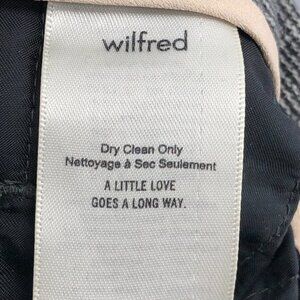 wilfred
Dry Clean Only
Nettoyage à Sec Seulement
A LITTLE LOVE
GOES A LONG WAY.